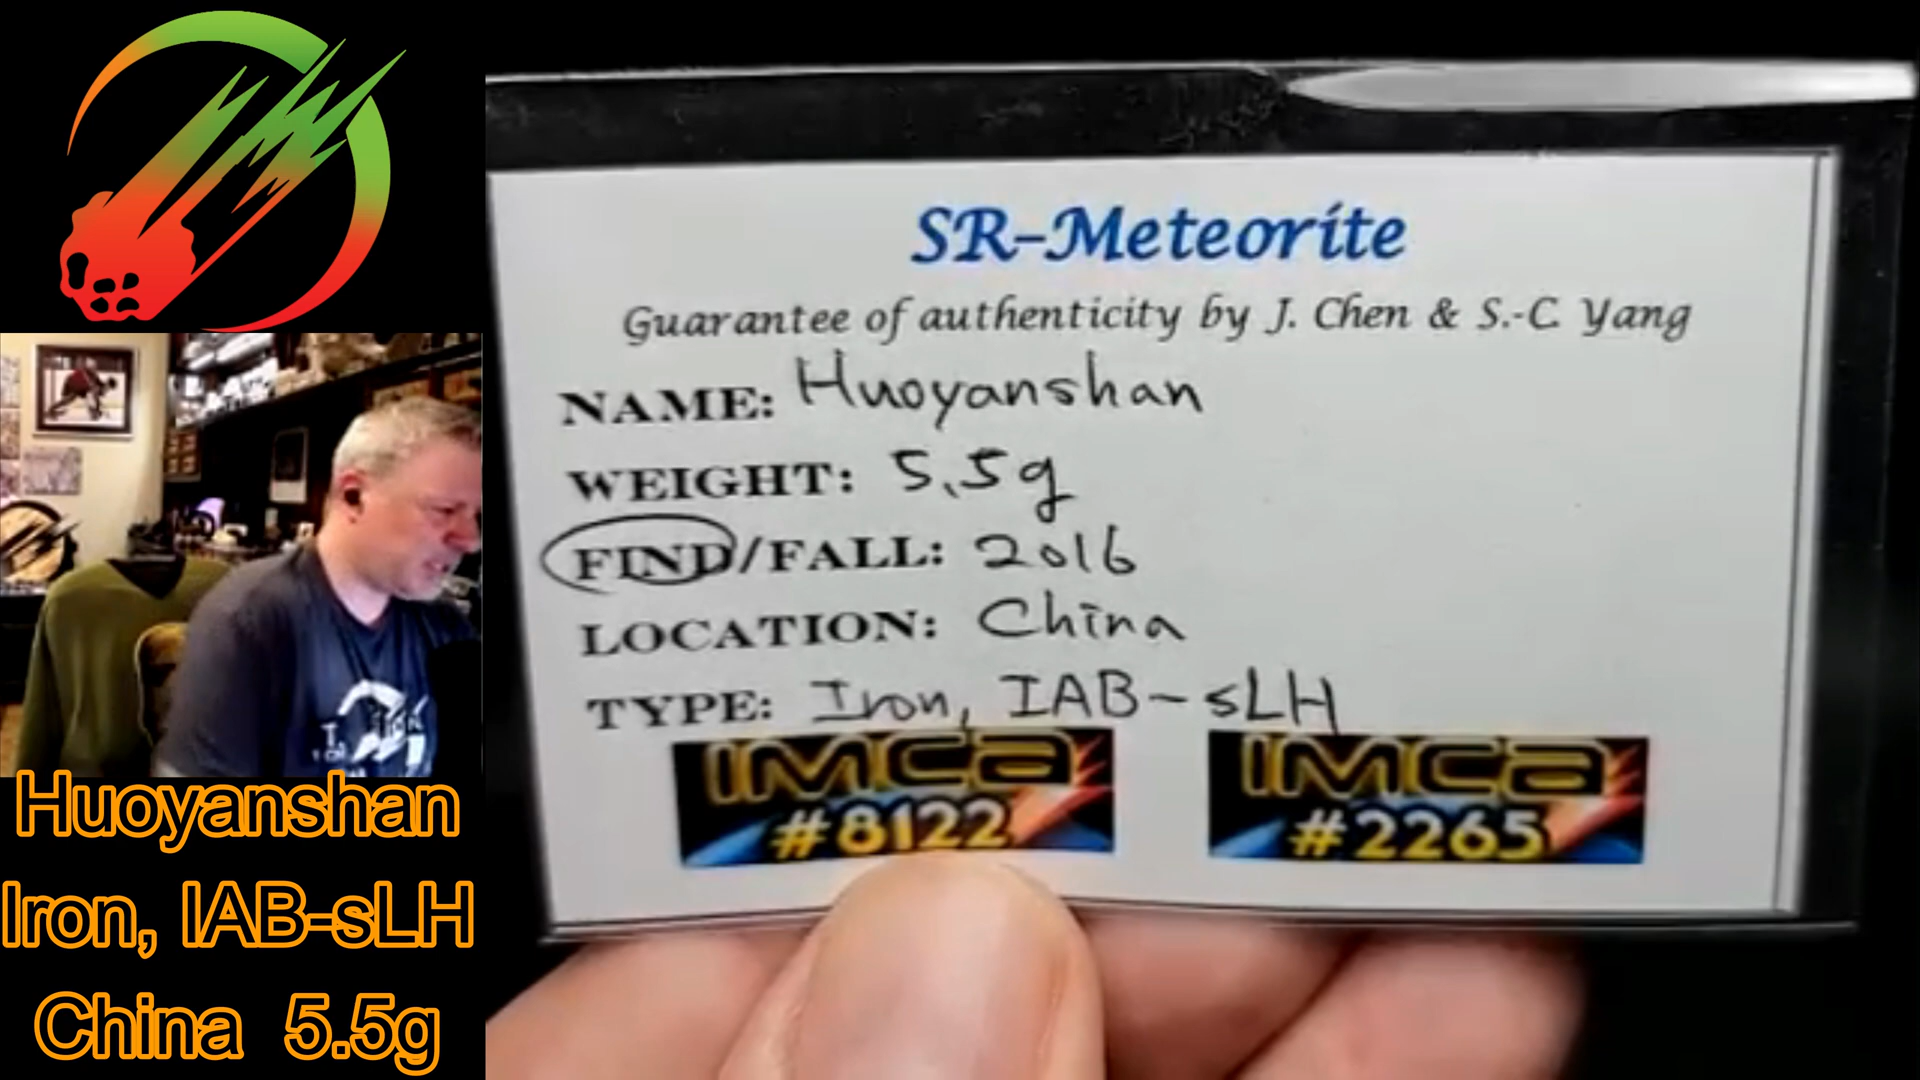 SR-Meteorite
Guarantee of authenticity by J. Chen & S.-C. Yang
NAME: Huoyanshan
WEIGHT: 5.5g
FIND/FALL: 2016
LOCATION: China
TYPE: Iron, IAB-sLH
IMCA
#8122
IMCA
#2265
Huoyanshan
Iron, IAB-sLH
China 5.5g